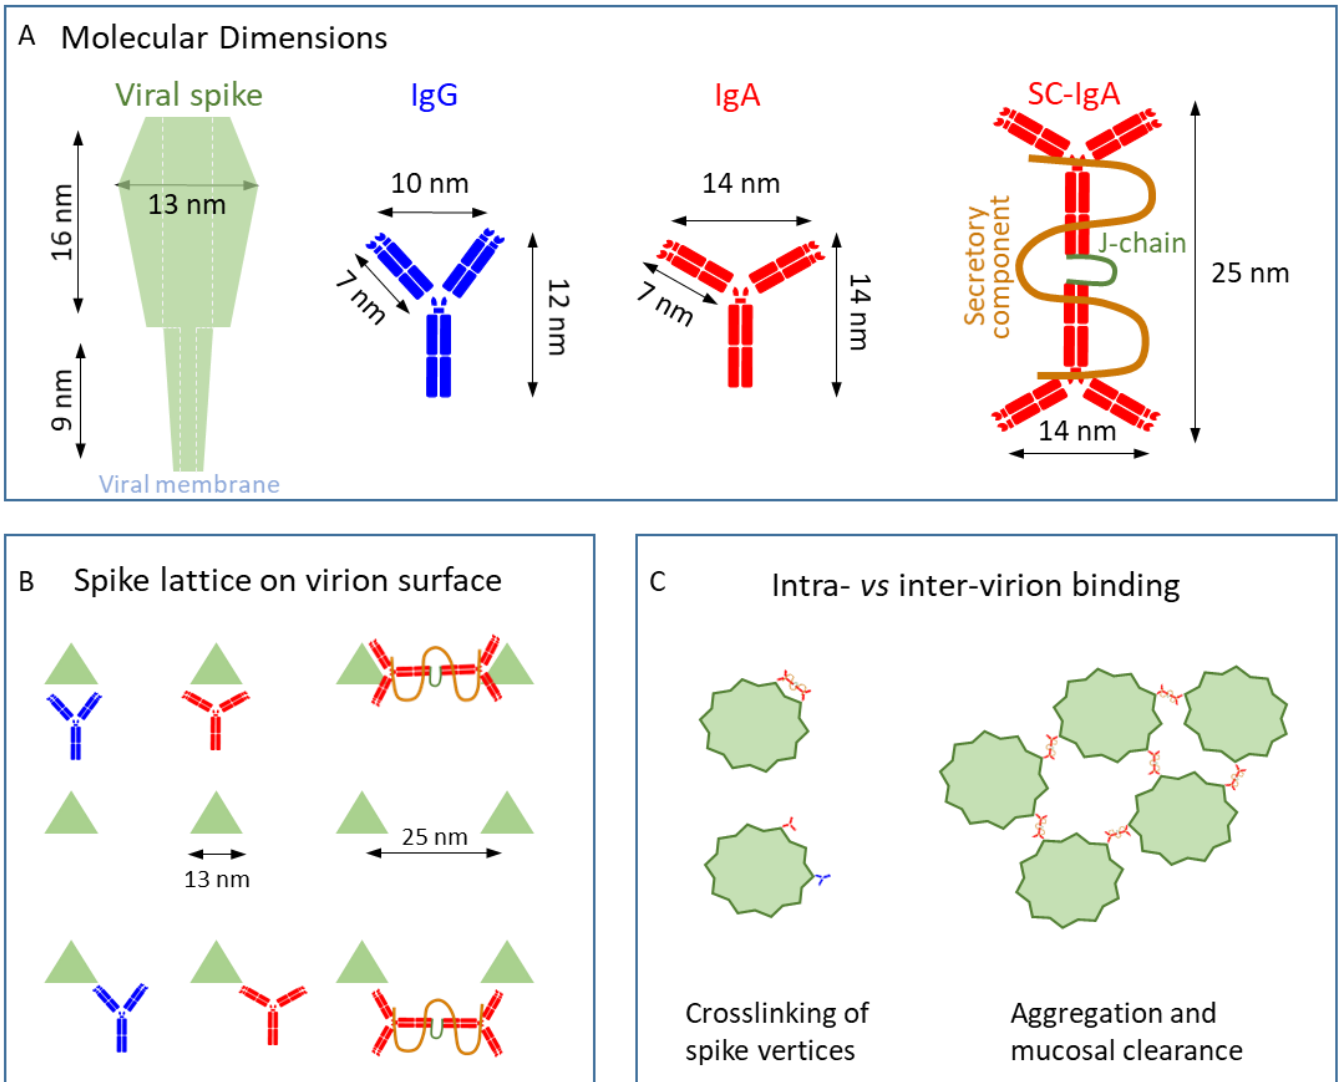 A Molecular Dimensions
Viral spike
IgG
IgA
SC-IgA
16 nm
13 nm
9 nm
Viral membrane
10 nm
7 nm
12 nm
14 nm
7 nm
14 nm
Secretory
component
J-chain
25 nm
14 nm
B Spike lattice on virion surface
25 nm
13 nm
C Intra- vs inter-virion binding
Crosslinking of
spike vertices
Aggregation and
mucosal clearance